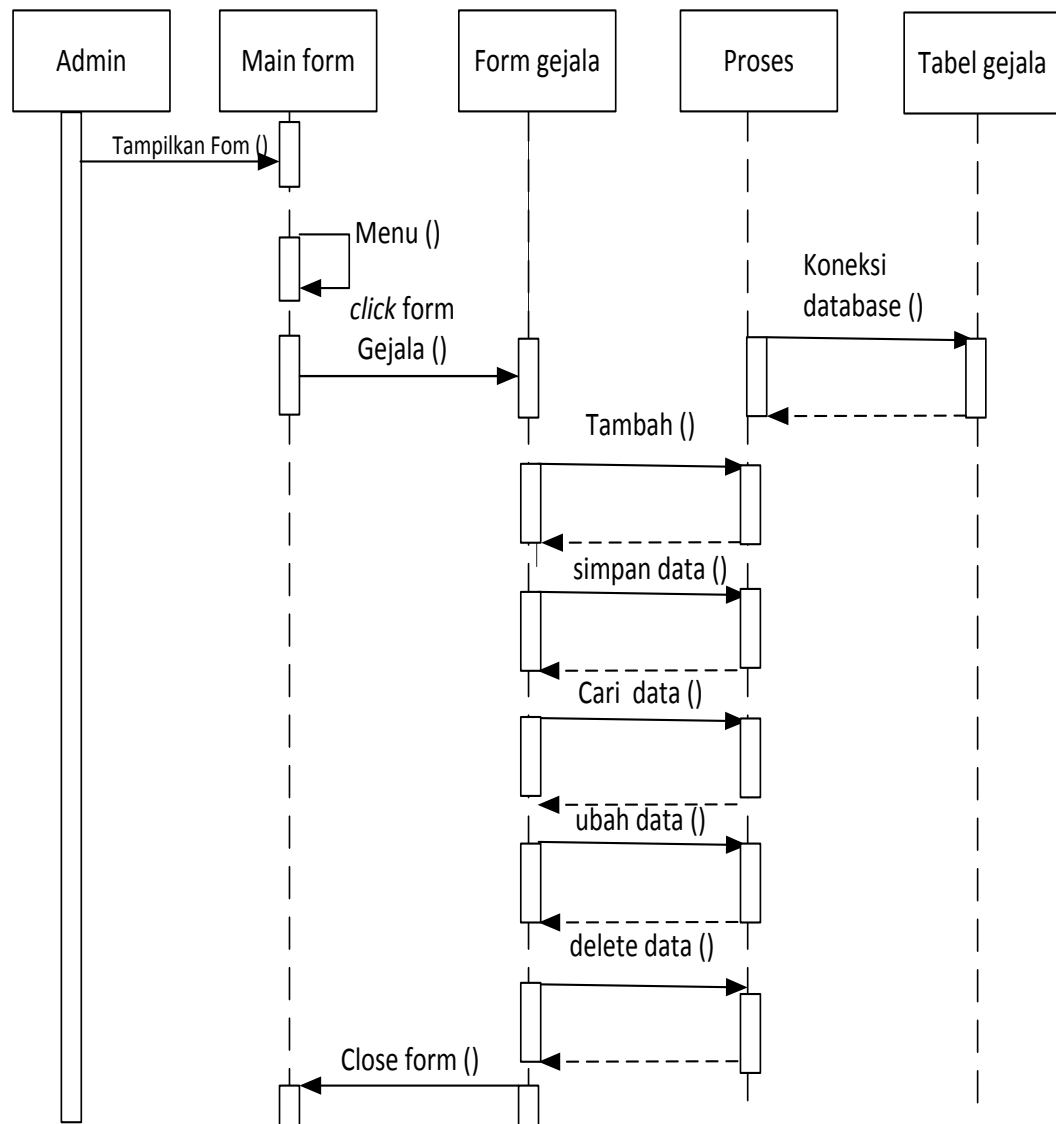 Admin
Main form
Form gejala
Proses
Tabel gejala
Tampilkan Fom ()
Menu ()
click form
Gejala ()
Koneksi
database ()
Tambah ()
simpan data ()
Cari data ()
ubah data ()
delete data ()
Close form ()